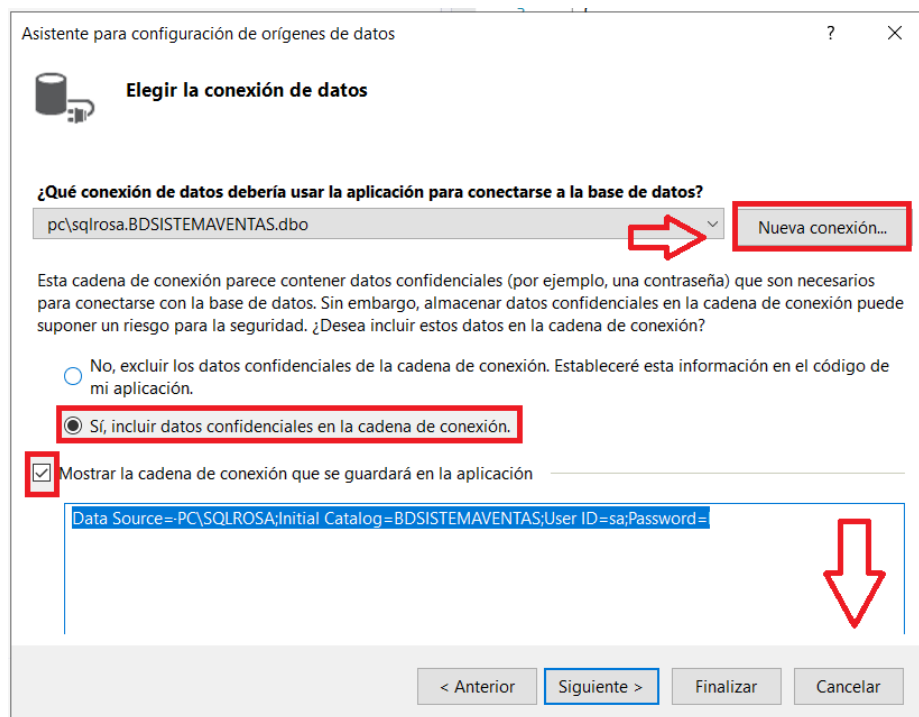 Asistente para configuración de orígenes de datos
?
Elegir la conexión de datos
¿Qué conexión de datos debería usar la aplicación para conectarse a la base de datos?
pc\sqlrosa.BDSISTEMAVENTAS.dbo
Nueva conexión...
Esta cadena de conexión parece contener datos confidenciales (por ejemplo, una contraseña) que son necesarios
para conectarse con la base de datos. Sin embargo, almacenar datos confidenciales en la cadena de conexión puede
suponer un riesgo para la seguridad. ¿Desea incluir estos datos en la cadena de conexión?
No, excluir los datos confidenciales de la cadena de conexión. Estableceré esta información en el código de
mi aplicación.
Sí, incluir datos confidenciales en la cadena de conexión.
Mostrar la cadena de conexión que se guardará en la aplicación
Data Source=-PC\SQLROSA;Initial Catalog=BDSISTEMAVENTAS;User ID=sa;Password=
< Anterior
Siguiente >
Finalizar
Cancelar